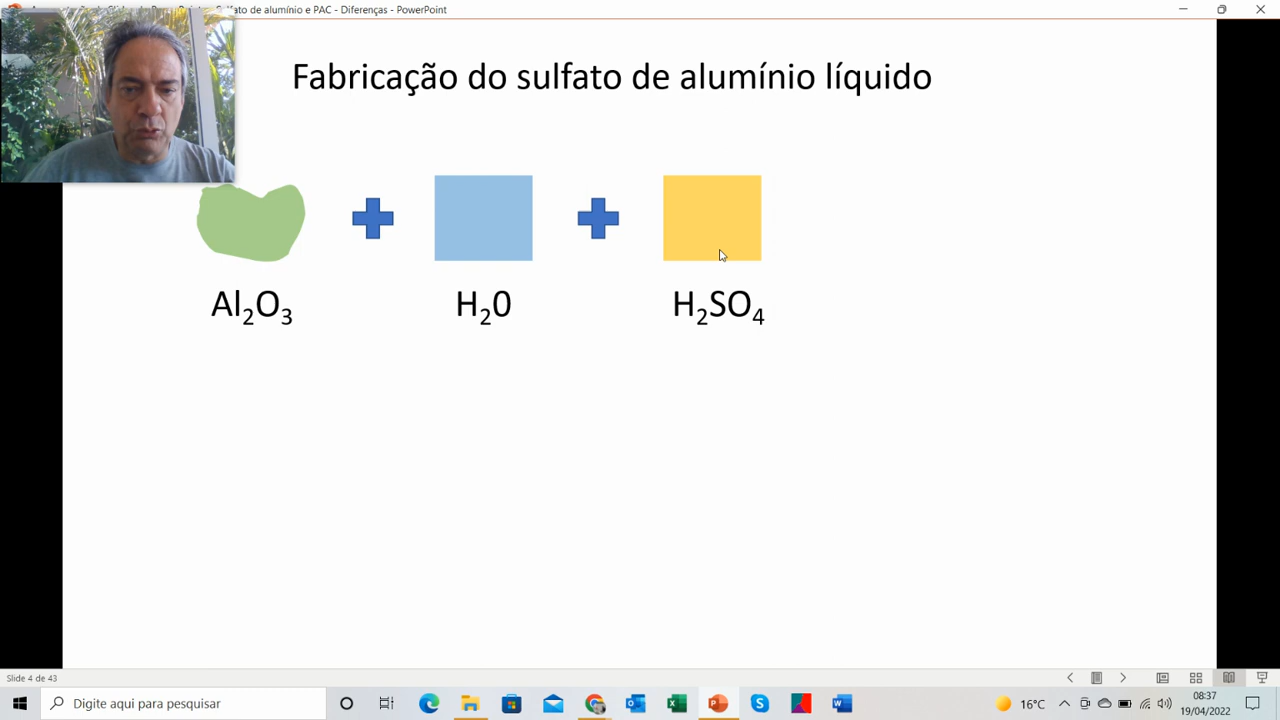 Sulfato de alumínio e PAC - Diferenças - PowerPoint
Fabricação do sulfato de alumínio líquido
Al₂O₃
H₂0
H₂SO₄
Slide 4 de 43
Digite aqui para pesquisar
16°C
08:37
19/04/2022